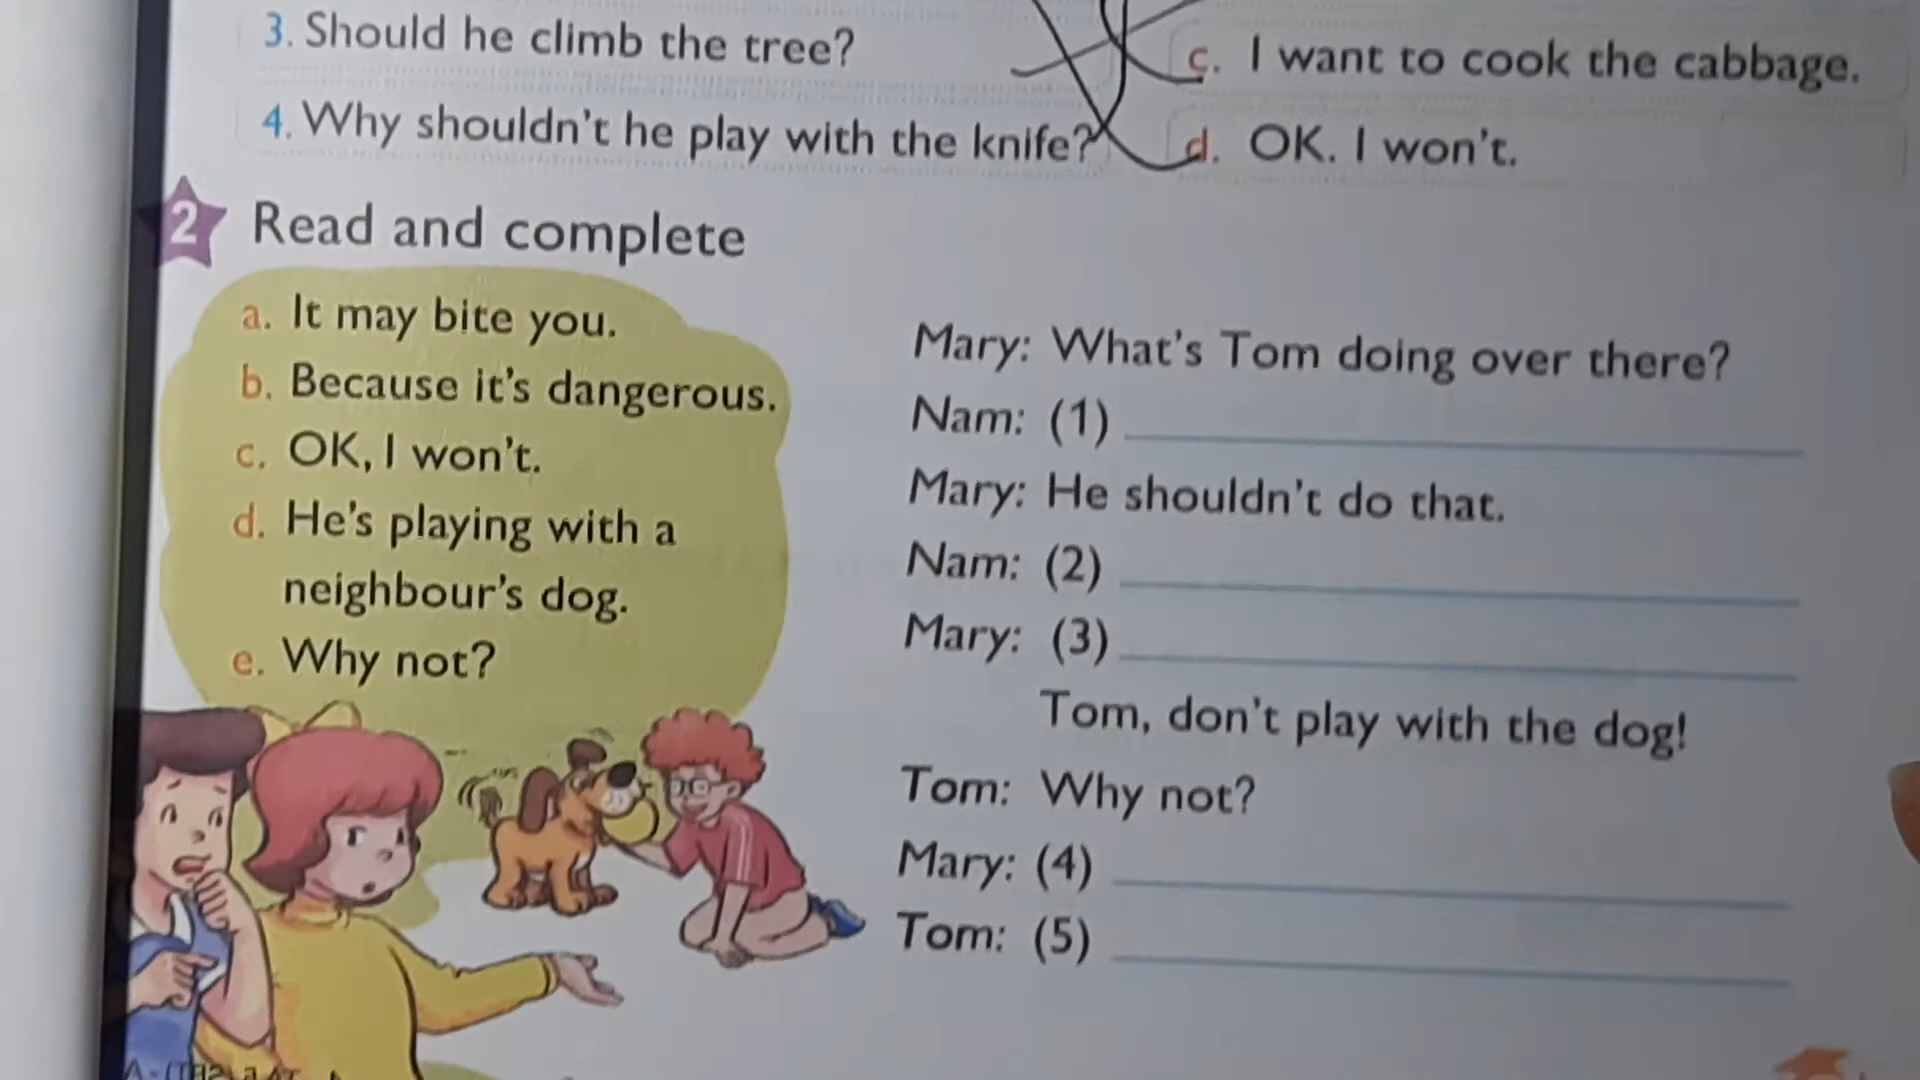 3. Should he climb the tree?
c. I want to cook the cabbage.
4. Why shouldn't he play with the knife?
d. OK. I won't.
2 Read and complete
a. It may bite you.
b. Because it's dangerous.
c. OK, I won't.
d. He's playing with a
neighbour's dog.
e. Why not?
Mary: What's Tom doing over there?
Nam: (1)
Mary: He shouldn't do that.
Nam: (2)
Mary: (3)
Tom, don't play with the dog!
Tom: Why not?
Mary: (4)
Tom: (5)